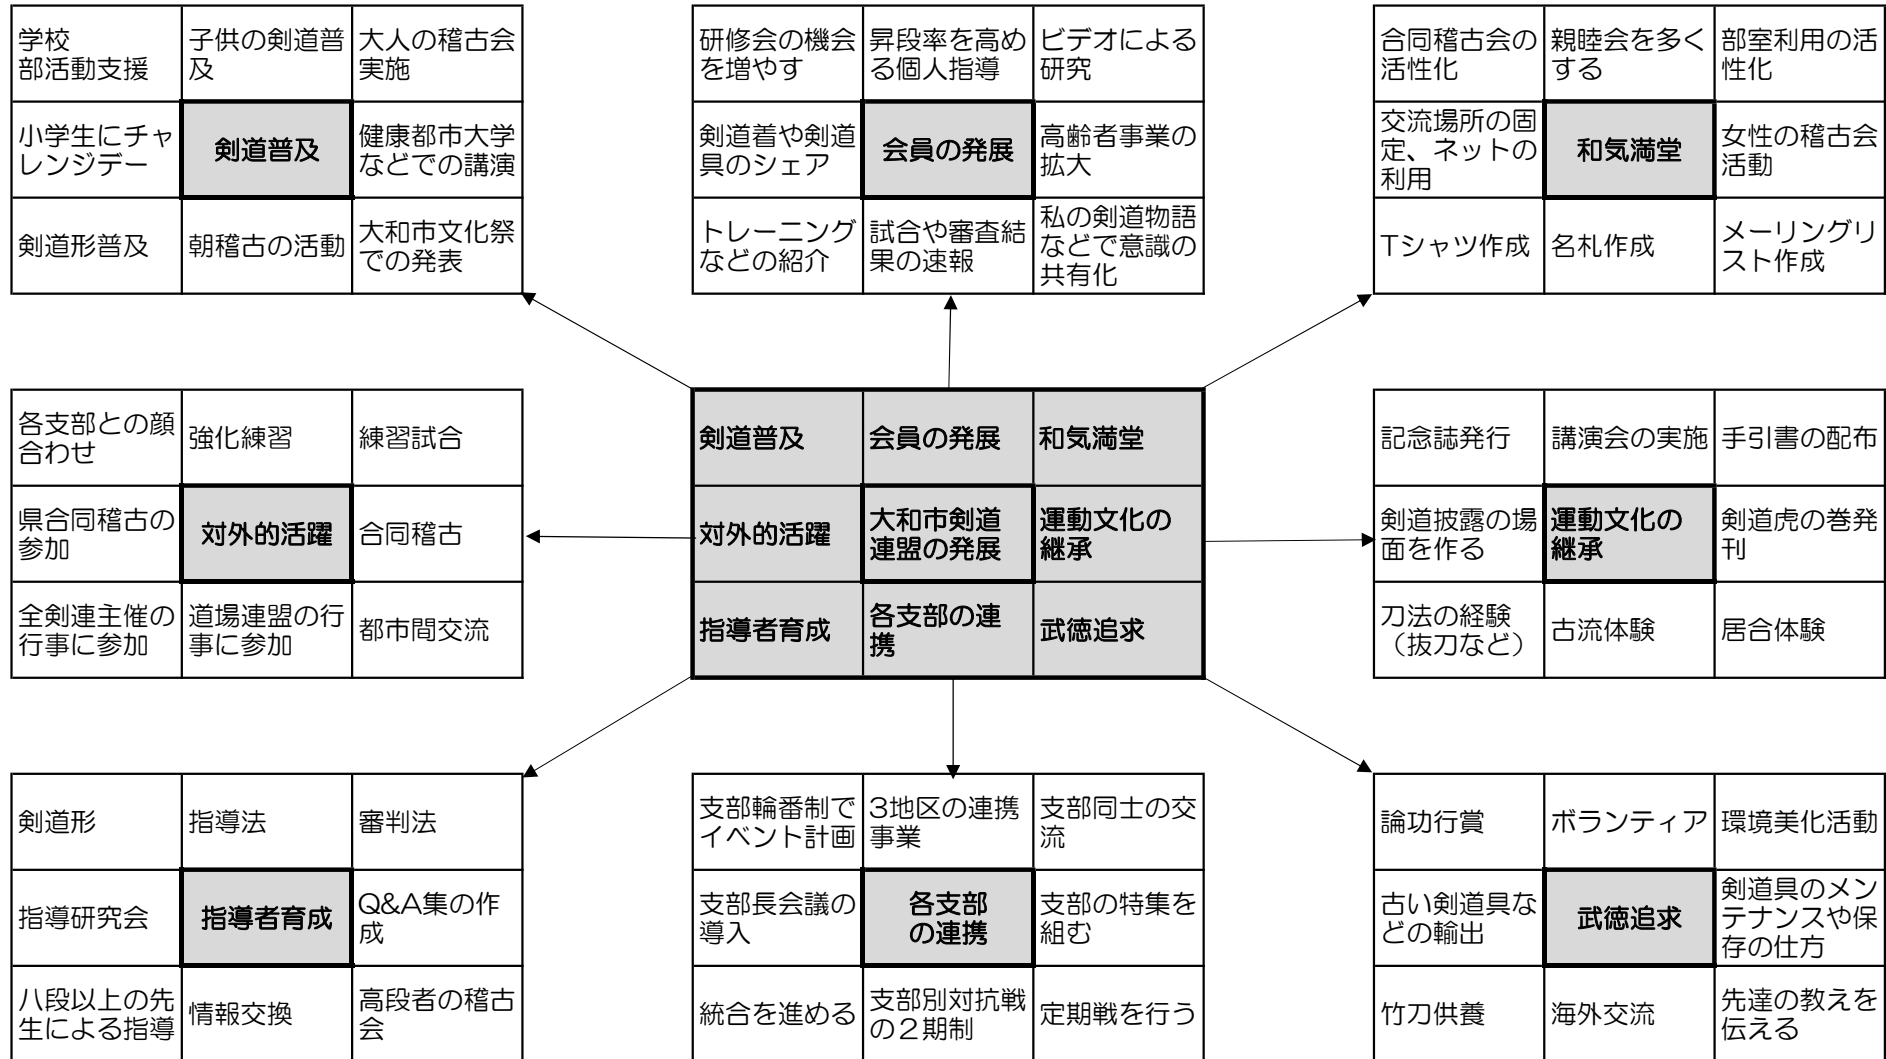 学校
部活動支援
子供の剣道普
及
大人の稽古会
実施
小学生にチャ
レンジデー
剣道普及
健康都市大学
などでの講演
剣道形普及
朝稽古の活動
大和市文化祭
での発表
研修会の機会
を増やす
昇段率を高め
る個人指導
ビデオによる
研究
剣道着や剣道
具のシェア
会員の発展
高齢者事業の
拡大
トレーニング
などの紹介
試合や審査結
果の速報
私の剣道物語
などで意識の
共有化
合同稽古会の
活性化
親睦会を多く
する
部室利用の活
性化
交流場所の固
定、ネットの
利用
和気満堂
女性の稽古会
活動
Tシャツ作成
名札作成
メーリングリ
スト作成
各支部との顔
合わせ
強化練習
練習試合
県合同稽古の
参加
対外的活躍
合同稽古
全剣連主催の
行事に参加
道場連盟の行
事に参加
都市間交流
剣道普及
会員の発展
和気満堂
対外的活躍
大和市剣道
連盟の発展
運動文化の
継承
指導者育成
各支部の連
携
武徳追求
記念誌発行
講演会の実施
手引書の配布
剣道披露の場
面を作る
運動文化の
継承
剣道虎の巻発
刊
刀法の経験
(抜刀など)
古流体験
居合体験
剣道形
指導法
審判法
指導研究会
指導者育成
Q&A集の作
成
八段以上の先
生による指導
情報交換
高段者の稽古
会
支部輪番制で
イベント計画
3地区の連携
事業
支部同士の交
流
支部長会議の
導入
各支部
の連携
支部の特集を
組む
統合を進める
支部別対抗戦
の2期制
定期戦を行う
論功行賞
ボランティア
環境美化活動
古い剣道具な
どの輸出
武徳追求
剣道具のメン
テナンスや保
存の仕方
竹刀供養
海外交流
先達の教えを
伝える